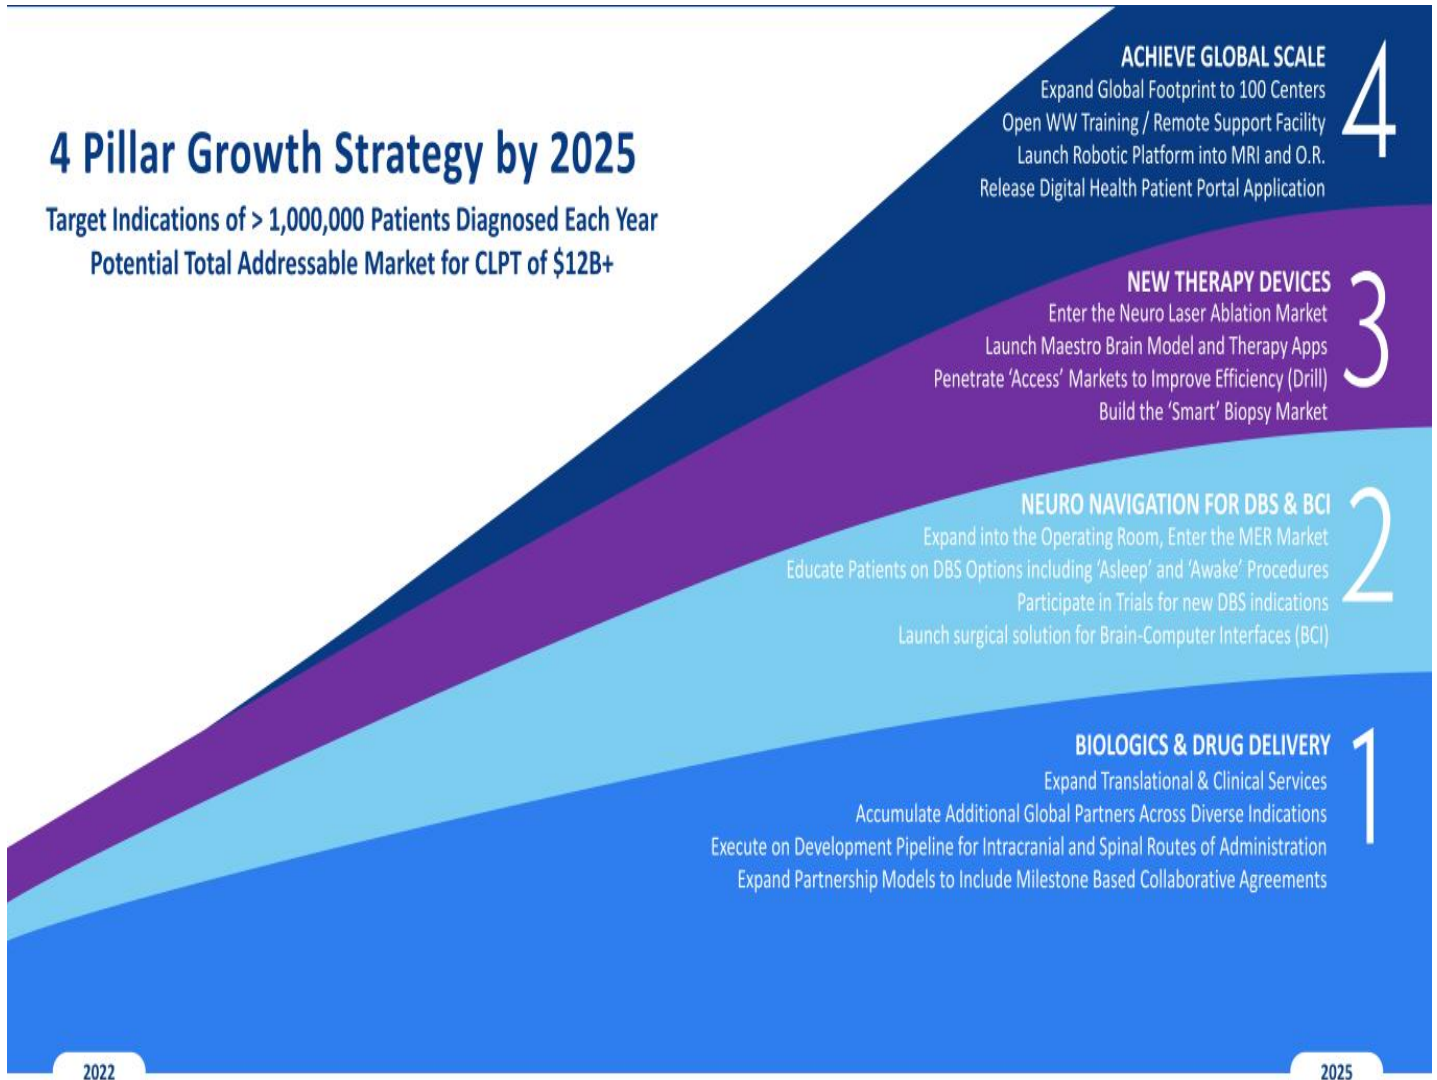 4 Pillar Growth Strategy by 2025
Target Indications of > 1,000,000 Patients Diagnosed Each Year
Potential Total Addressable Market for CLPT of $12B+
ACHIEVE GLOBAL SCALE
Expand Global Footprint to 100 Centers
Open WW Training / Remote Support Facility
Launch Robotic Platform into MRI and O.R.
Release Digital Health Patient Portal Application
4
NEW THERAPY DEVICES
Enter the Neuro Laser Ablation Market
Launch Maestro Brain Model and Therapy Apps
Penetrate ‘Access’ Markets to Improve Efficiency (Drill)
Build the ‘Smart’ Biopsy Market
3
NEURO NAVIGATION FOR DBS & BCI
Expand into the Operating Room, Enter the MER Market
Educate Patients on DBS Options including ‘Asleep’ and ‘Awake’ Procedures
Participate in Trials for new DBS indications
Launch surgical solution for Brain-Computer Interfaces (BCI)
2
BIOLOGICS & DRUG DELIVERY
Expand Translational & Clinical Services
Accumulate Additional Global Partners Across Diverse Indications
Execute on Development Pipeline for Intracranial and Spinal Routes of Administration
Expand Partnership Models to Include Milestone Based Collaborative Agreements
1
2022
2025